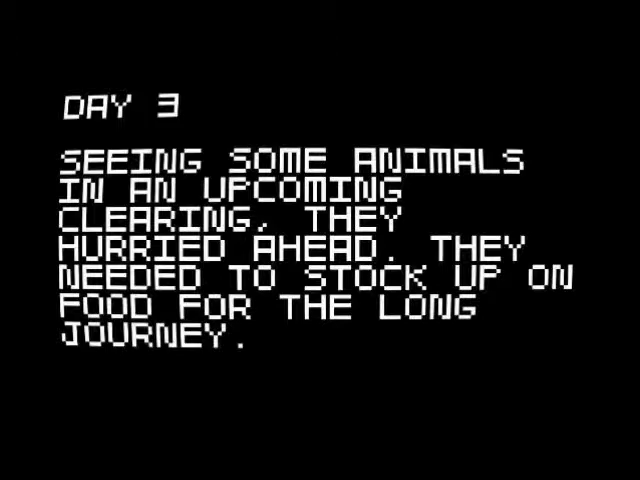 DAY 3
SEEING SOME ANIMALS
IN AN UPCOMING
CLEARING, THEY
HURRIED AHEAD. THEY
NEEDED TO STOCK UP ON
FOOD FOR THE LONG
JOURNEY.